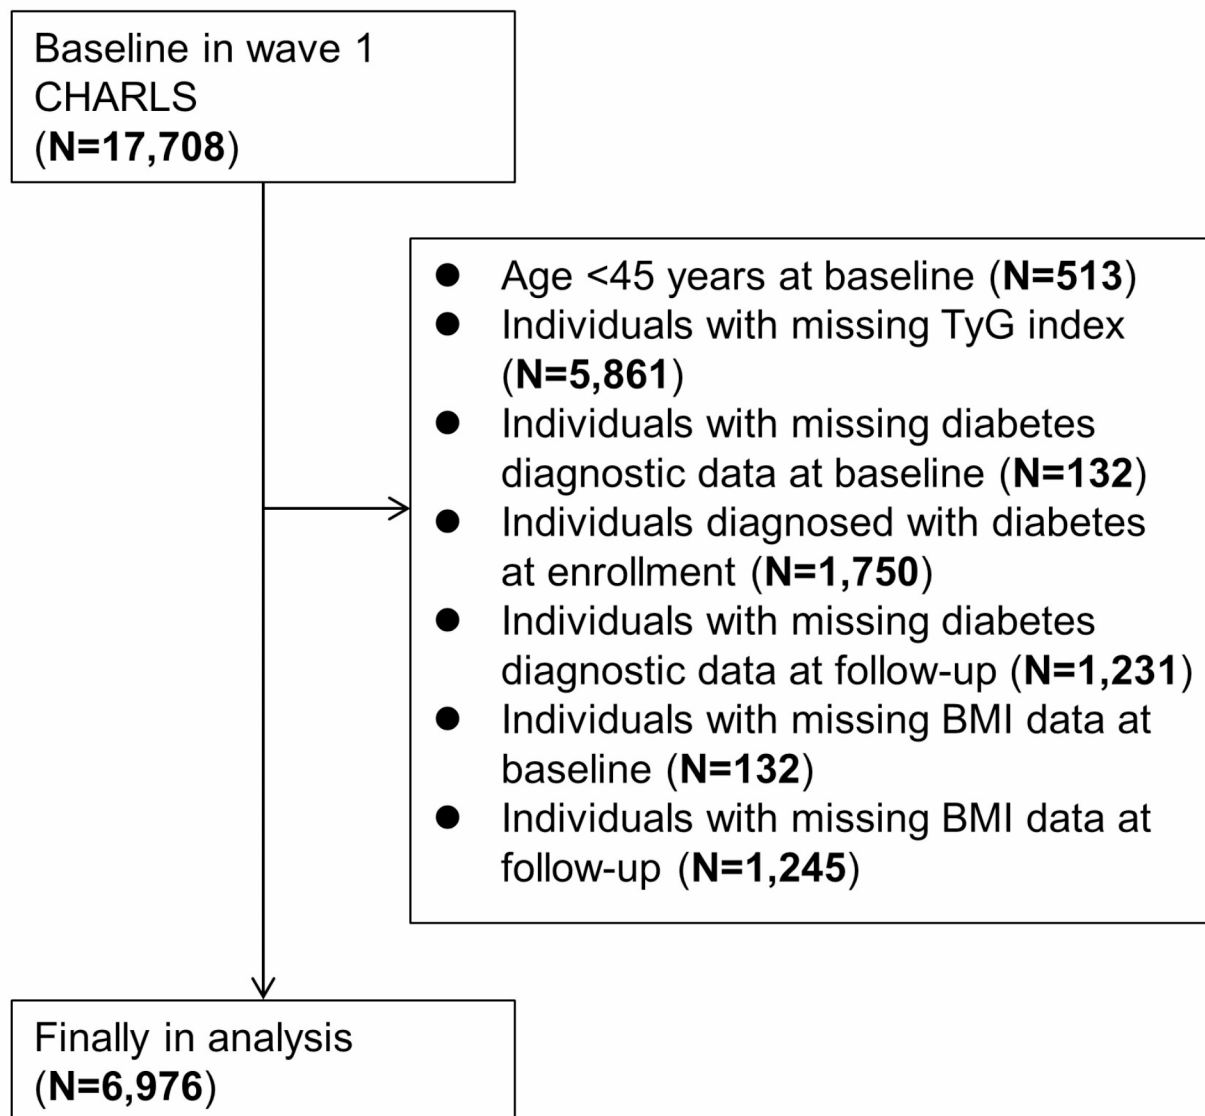 Baseline in wave 1
CHARLS
(N=17,708)
● Age <45 years at baseline (N=513)
● Individuals with missing TyG index
(N=5,861)
● Individuals with missing diabetes
diagnostic data at baseline (N=132)
● Individuals diagnosed with diabetes
at enrollment (N=1,750)
● Individuals with missing diabetes
diagnostic data at follow-up (N=1,231)
● Individuals with missing BMI data at
baseline (N=132)
● Individuals with missing BMI data at
follow-up (N=1,245)
Finally in analysis
(N=6,976)